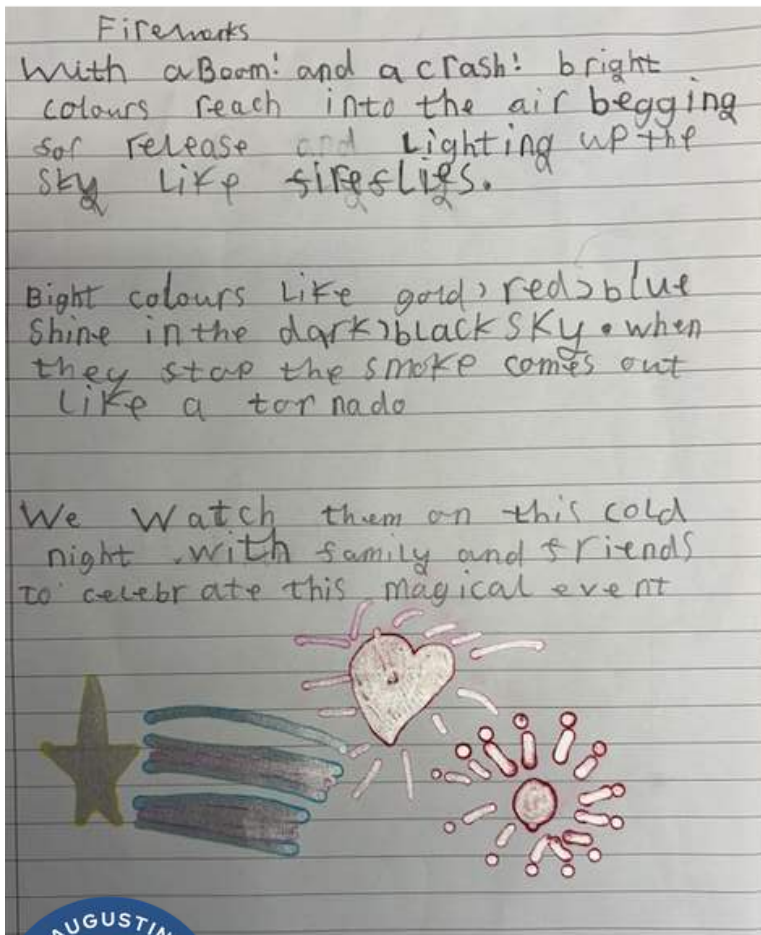 Fireworks
With a Boom! and a crash! bright
colours reach into the air begging
for release and Lighting up the
sky like fireflies.
Bight colours like gold, red, blue
shine in the dark, black sky. when
they stop the smoke comes out
like a tornado
We watch them on this cold
night with family and friends
to celebrate this magical event
AUGUSTIN